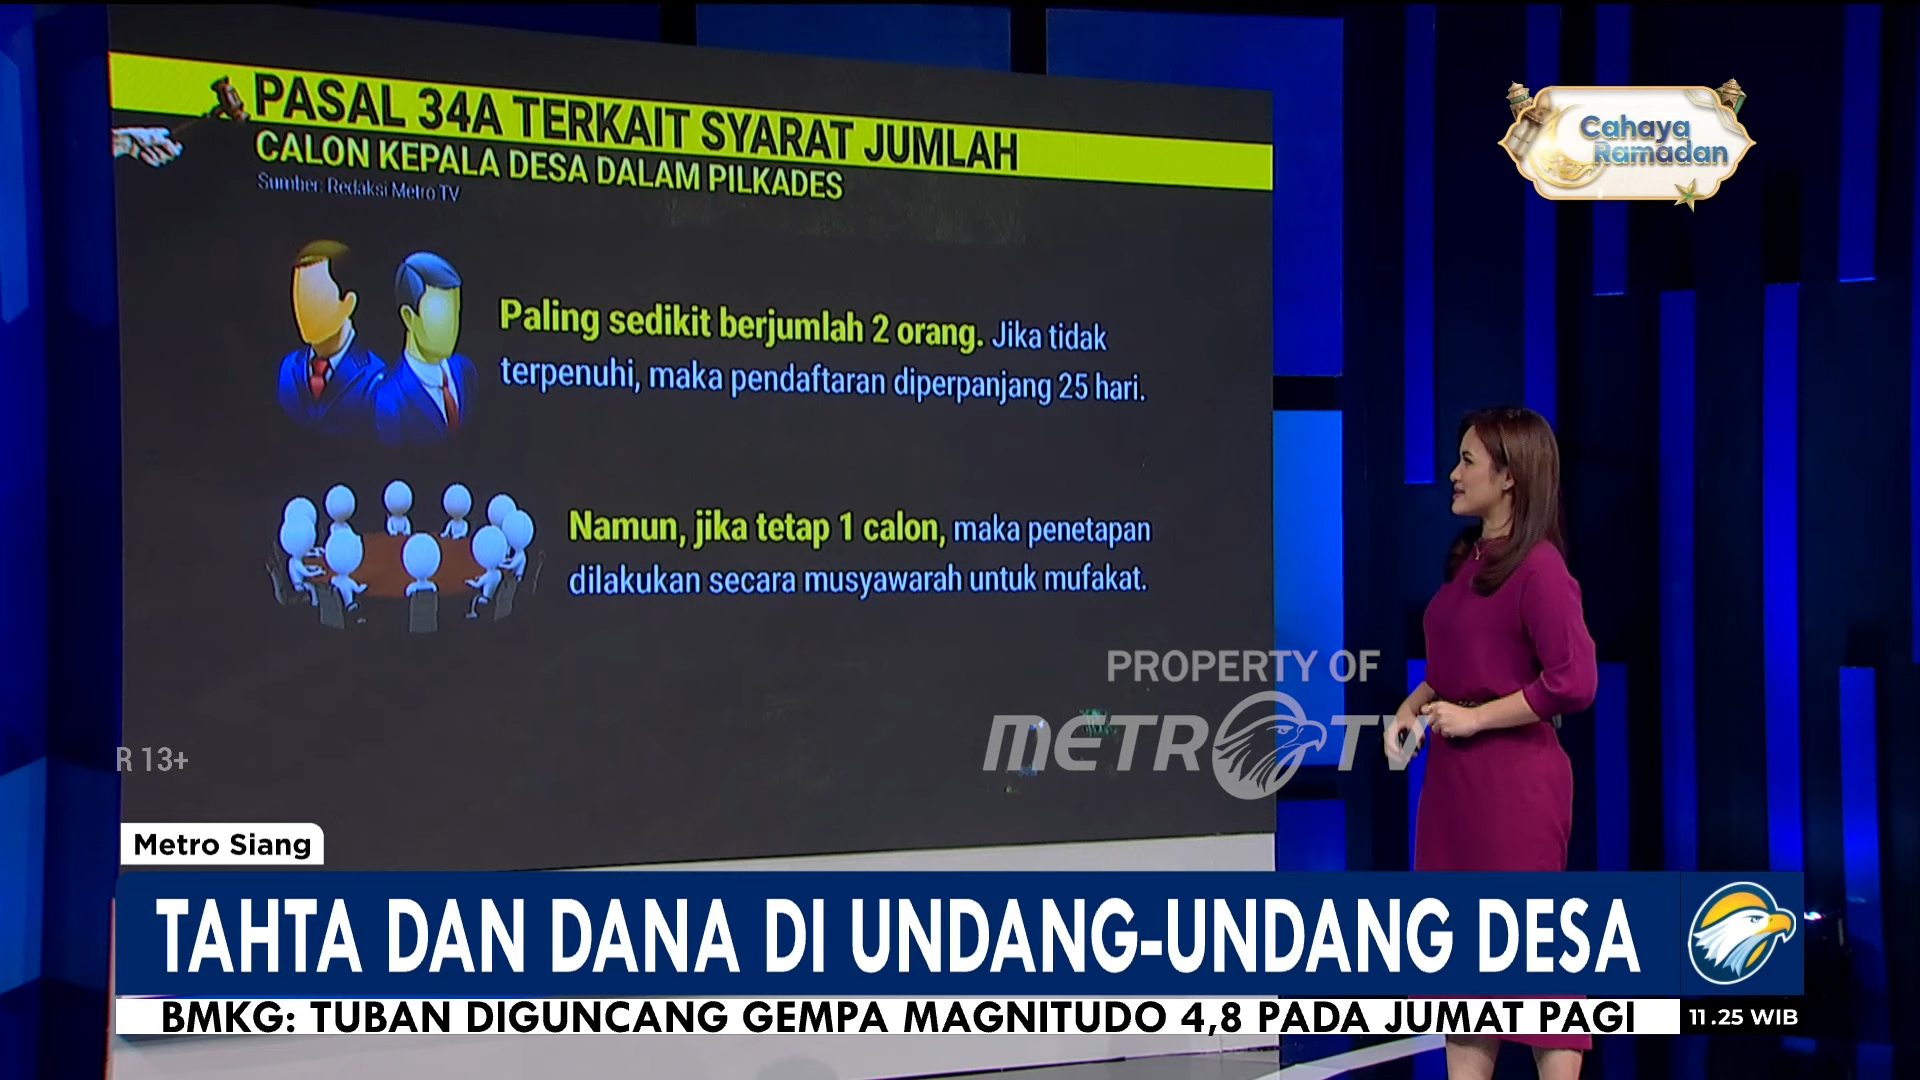 PASAL 34A TERKAIT SYARAT JUMLAH
CALON KEPALA DESA DALAM PILKADES
Sumber: Redaksi Metro TV
Cahaya
Ramadan
Paling sedikit berjumlah 2 orang. Jika tidak
terpenuhi, maka pendaftaran diperpanjang 25 hari.
Namun, jika tetap 1 calon, maka penetapan
dilakukan secara musyawarah untuk mufakat.
PROPERTY OF
METRO TV
R 13+
Metro Siang
TAHTA DAN DANA DI UNDANG-UNDANG DESA
BMKG: TUBAN DIGUNCANG GEMPA MAGNITUDO 4,8 PADA JUMAT PAGI
11.25 WIB